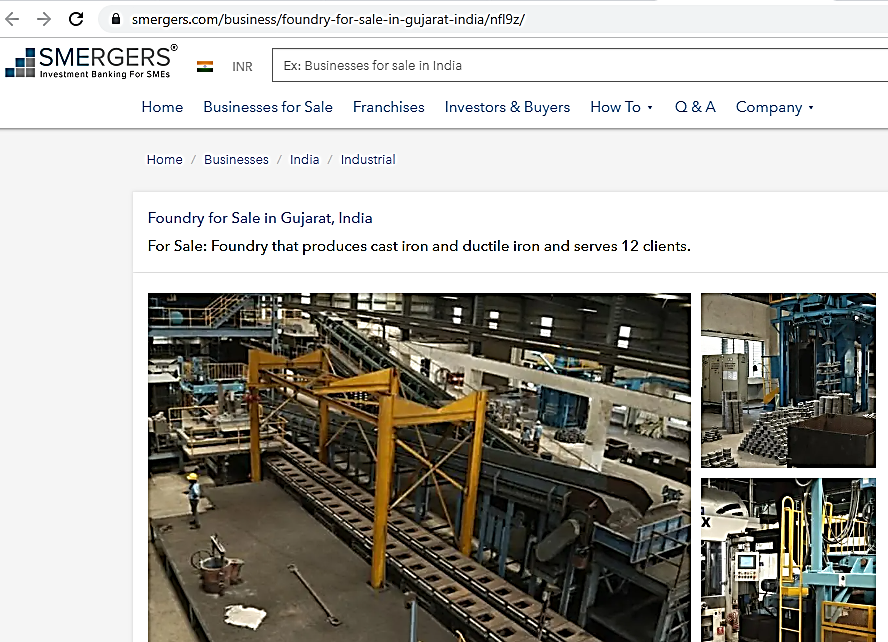 smergers.com/business/foundry-for-sale-in-gujarat-india/nfl9z/
SMERGERS®
Investment Banking For SMEs
INR
Ex: Businesses for sale in India
Home Businesses for Sale Franchises Investors & Buyers How To Q & A Company
Home / Businesses / India / Industrial
Foundry for Sale in Gujarat, India
For Sale: Foundry that produces cast iron and ductile iron and serves 12 clients.
X